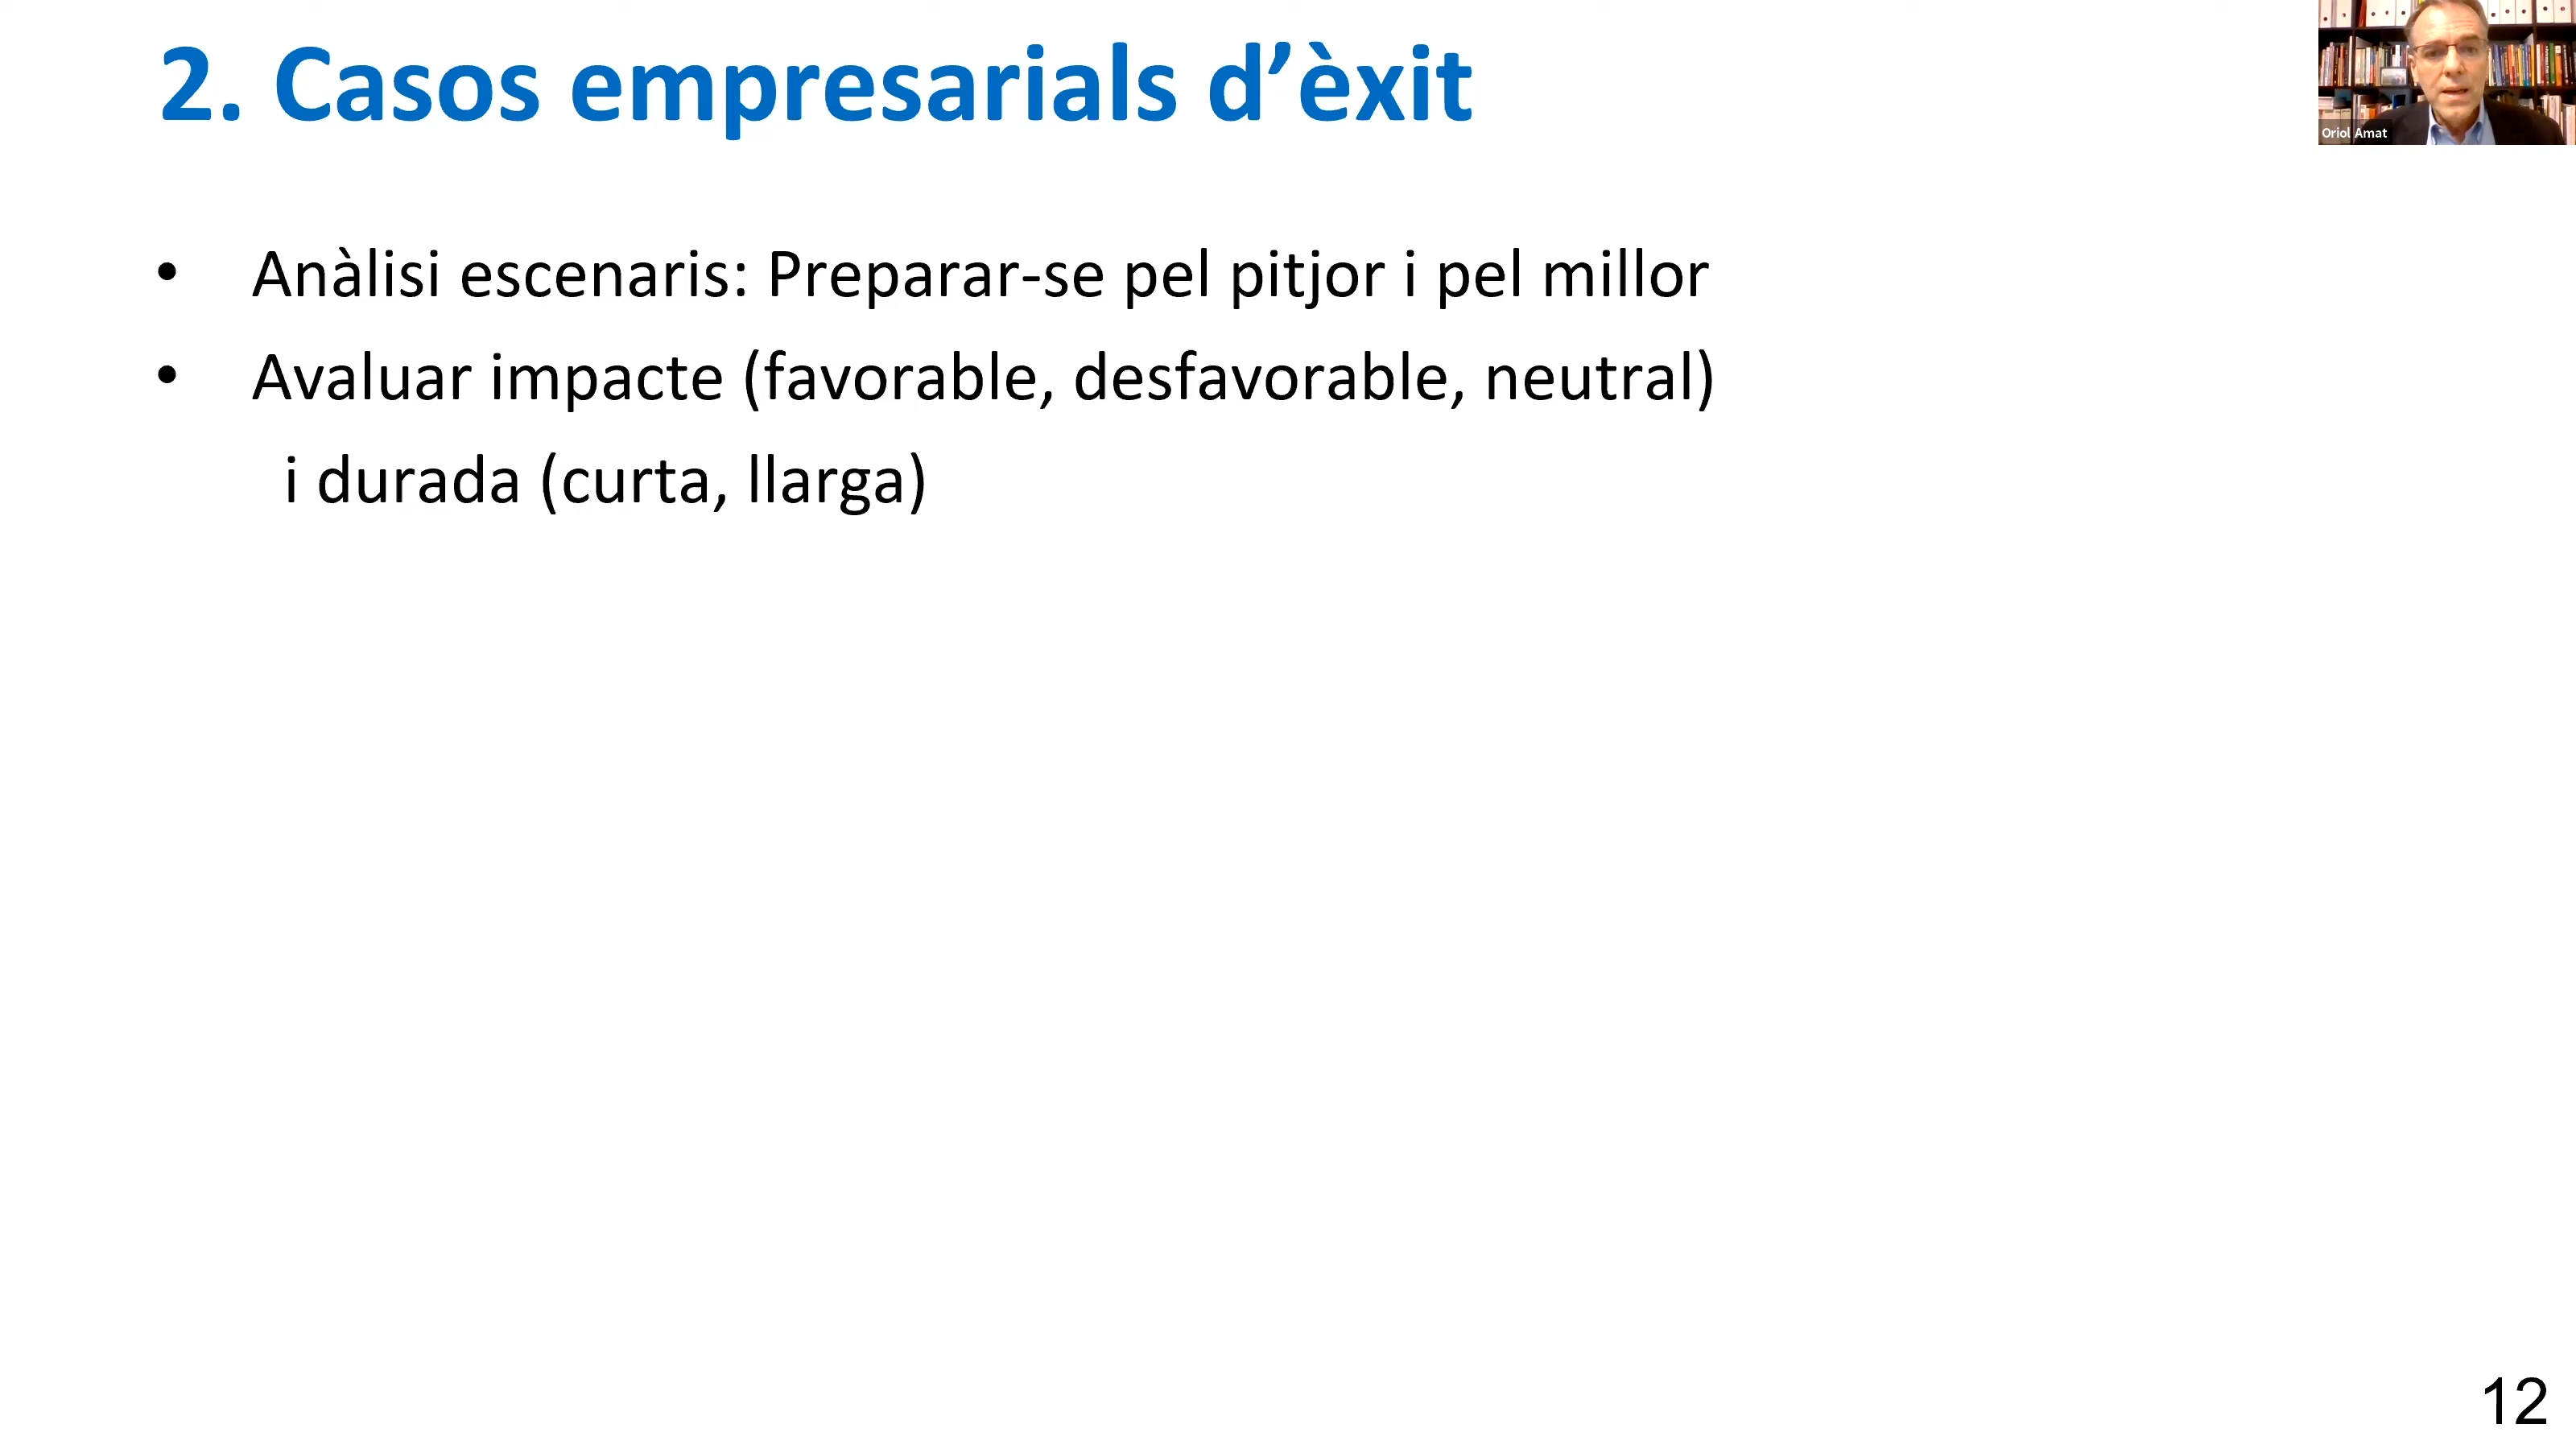 2. Casos empresarials d’èxit
Oriol Amat
• Anàlisi escenaris: Preparar-se pel pitjor i pel millor
• Avaluar impacte (favorable, desfavorable, neutral)
i durada (curta, llarga)
12